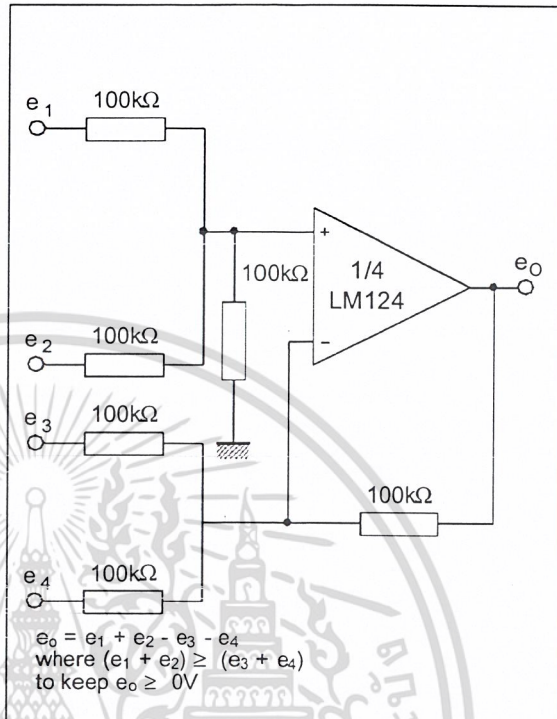 100kΩ
e1
+
1/4
LM124
−
100kΩ
eO
e2
100kΩ
e3
100kΩ
100kΩ
e4
100kΩ
eo = e1 + e2 - e3 - e4
where (e1 + e2) ≥ (e3 + e4)
to keep eo ≥ 0V